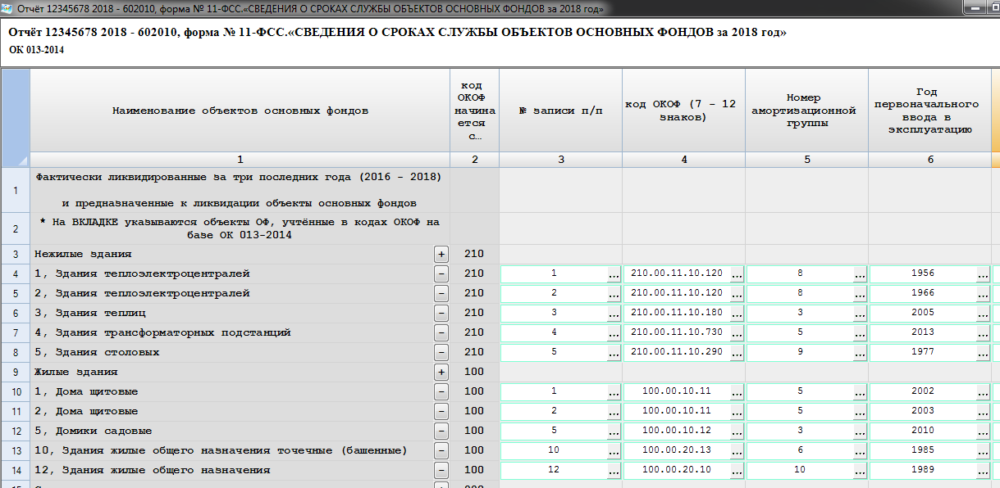 Отчёт 12345678 2018 - 602010, форма № 11-ФСС.«СВЕДЕНИЯ О СРОКАХ СЛУЖБЫ ОБЪЕКТОВ ОСНОВНЫХ ФОНДОВ за 2018 год»
Отчёт 12345678 2018 - 602010, форма № 11-ФСС.«СВЕДЕНИЯ О СРОКАХ СЛУЖБЫ ОБЪЕКТОВ ОСНОВНЫХ ФОНДОВ за 2018 год»
ОК 013-2014
Наименование объектов основных фондов
код
ОКОФ
начина
ется
с…
№ записи п/п
код ОКОФ (7 - 12
знаков)
Номер
амортизационной
группы
Год
первоначального
ввода в
эксплуатацию
1 2 3 4 5 6
1 Фактически ликвидированные за три последних года (2016 - 2018)
и предназначенные к ликвидации объекты основных фондов
2 * На ВКЛАДКЕ указываются объекты ОФ, учтённые в кодах ОКОФ на
базе ОК 013-2014
3 Нежилые здания + 210
4 1, Здания теплоэлектроцентралей - 210 1 ... 210.00.11.10.120 ... 8 ... 1956 ...
5 2, Здания теплоэлектроцентралей - 210 2 ... 210.00.11.10.120 ... 8 ... 1966 ...
6 3, Здания теплиц - 210 3 ... 210.00.11.10.180 ... 3 ... 2005 ...
7 4, Здания трансформаторных подстанций - 210 4 ... 210.00.11.10.730 ... 5 ... 2013 ...
8 5, Здания столовых - 210 5 ... 210.00.11.10.290 ... 9 ... 1977 ...
9 Жилые здания + 100
10 1, Дома щитовые - 100 1 ... 100.00.10.11 ... 5 ... 2002 ...
11 2, Дома щитовые - 100 2 ... 100.00.10.11 ... 5 ... 2003 ...
12 5, Домики садовые - 100 5 ... 100.00.10.12 ... 3 ... 2010 ...
13 10, Здания жилые общего назначения точечные (башенные) - 100 10 ... 100.00.20.13 ... 6 ... 1985 ...
14 12, Здания жилые общего назначения - 100 12 ... 100.00.20.10 ... 10 ... 1989 ...